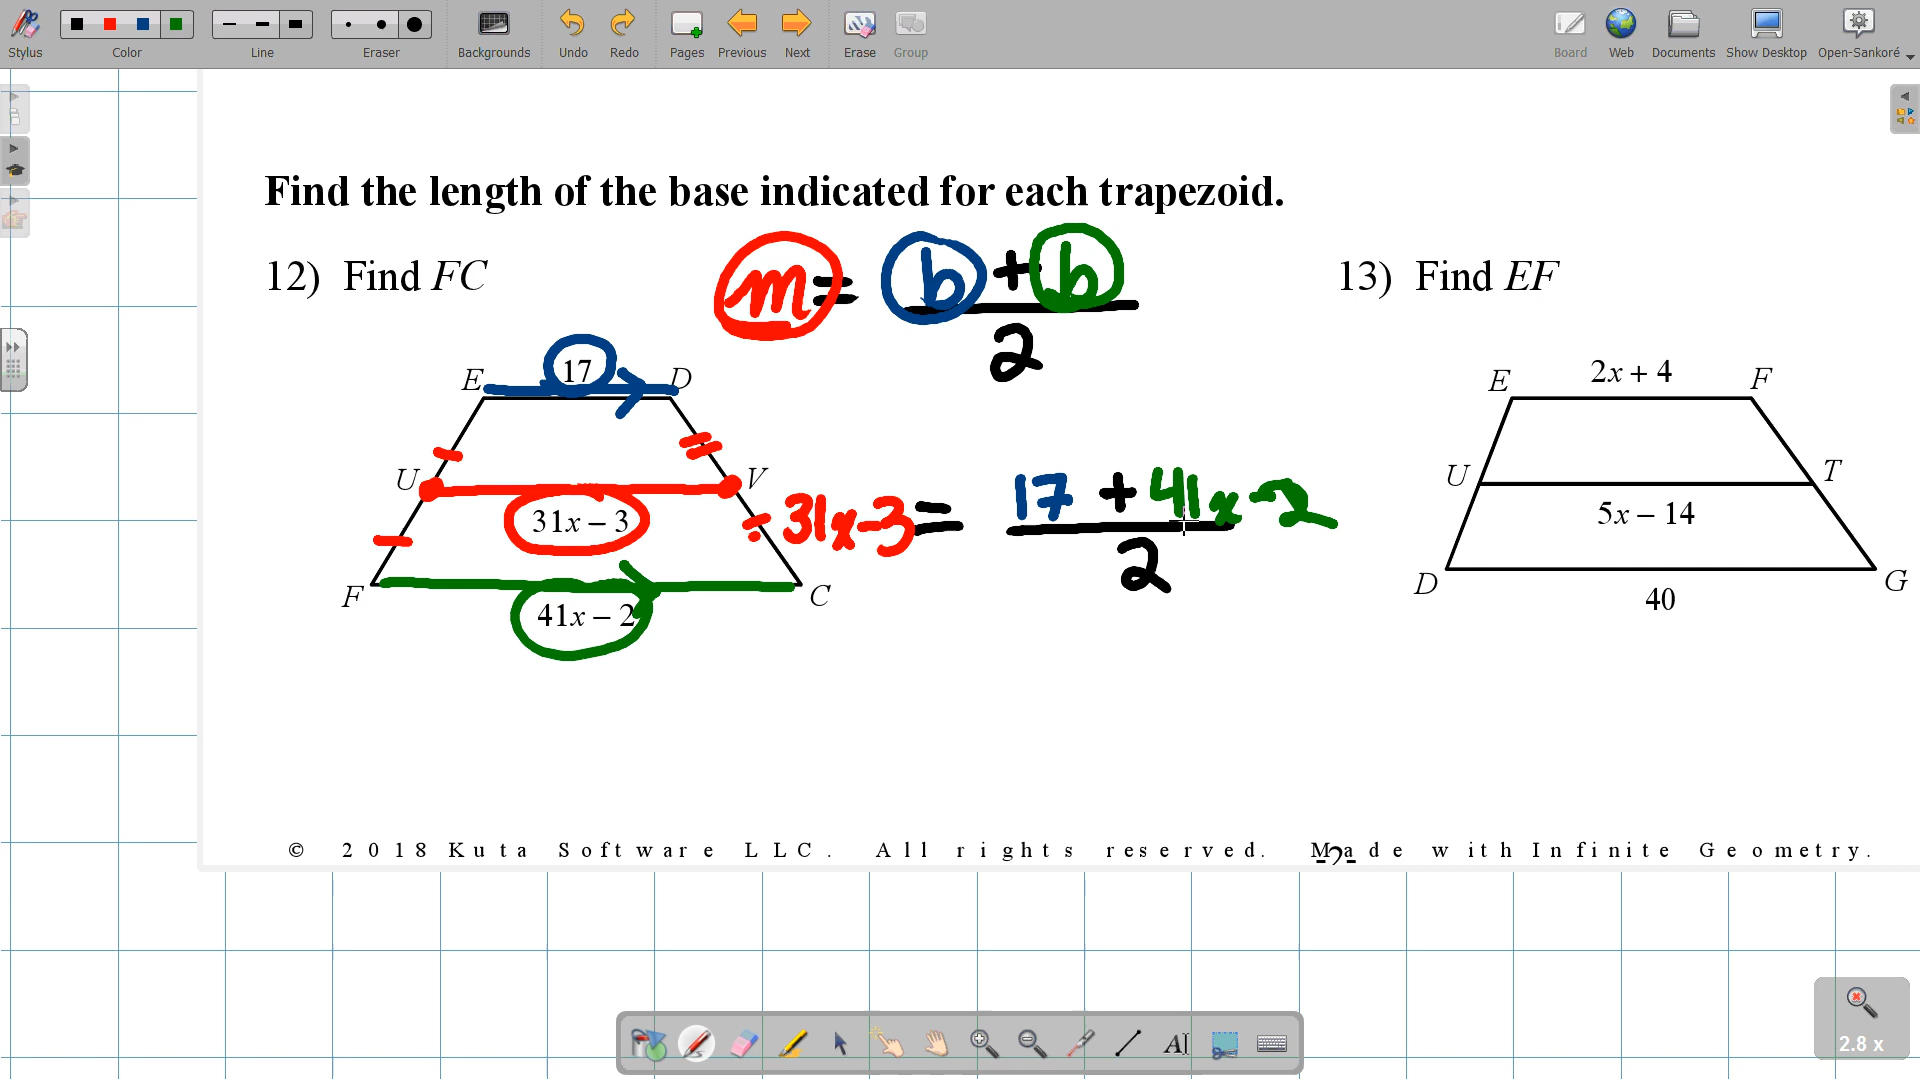 Stylus Color Line Eraser Backgrounds Undo Redo Pages Previous Next Erase Group Board Web Documents Show Desktop Open-Sankoré
Find the length of the base indicated for each trapezoid.
12) Find FC
m = b + b
2
E 17 D
U V
31x − 3
F C
41x − 2
31x-3 = 17 + 41x-2
2
13) Find EF
E 2x + 4 F
U T
5x − 14
D G
40
© 2018 Kuta Software LLC. All rights reserved. Made with Infinite Geometry.
-2-
2.8 x